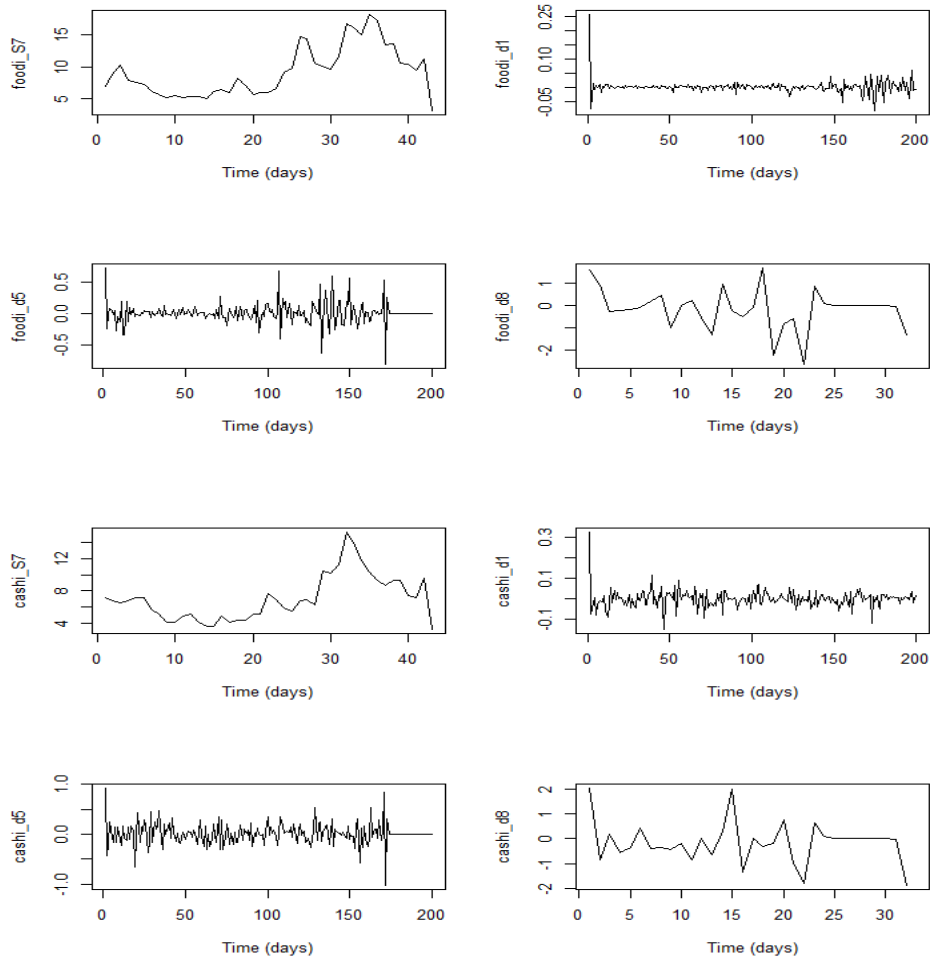 foodi_S7
5 10 15
0 10 20 30 40
Time (days)
foodi_d1
-0.05 0.10 0.25
0 50 100 150 200
Time (days)
foodi_d5
-0.5 0.0 0.5
0 50 100 150 200
Time (days)
foodi_d8
-2 0 1
0 5 10 15 20 30
Time (days)
cashi_S7
4 8 12
0 10 20 30 40
Time (days)
cashi_d1
-0.1 0.1 0.3
0 50 100 150 200
Time (days)
cashi_d5
-1.0 0.0 1.0
0 50 100 150 200
Time (days)
cashi_d8
-2 -1 0 1 2
0 5 10 15 20 30
Time (days)